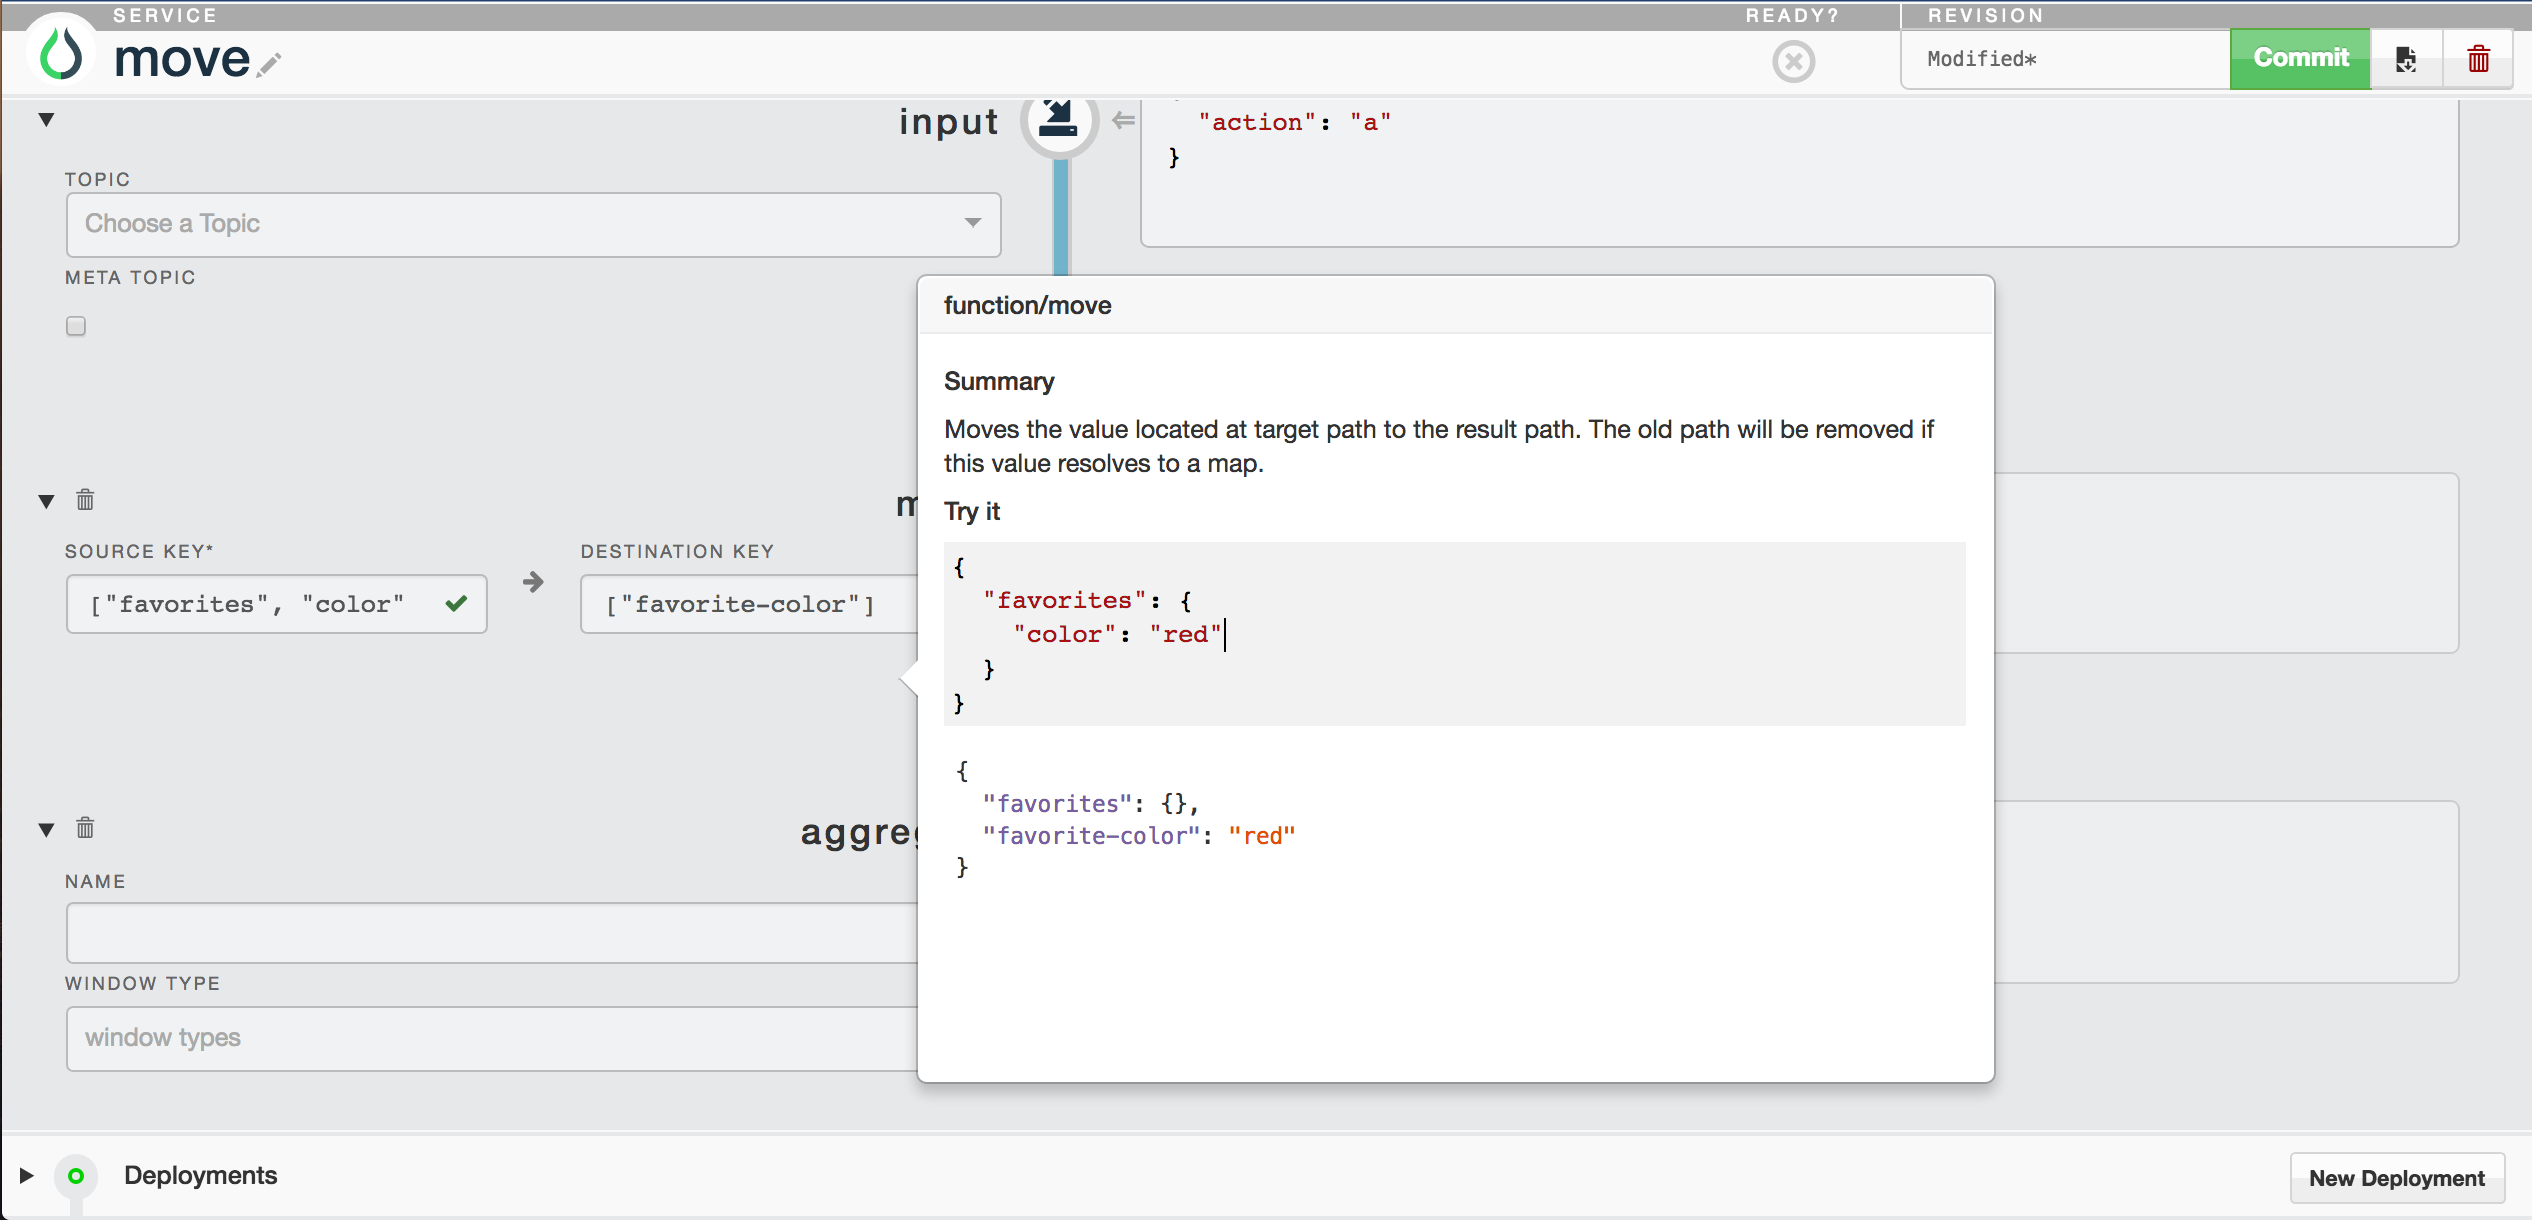 SERVICE
READY?
REVISION
move
Modified*
Commit
input
"action": "a"
}
TOPIC
Choose a Topic
META TOPIC
function/move
Summary
Moves the value located at target path to the result path. The old path will be removed if
this value resolves to a map.
Try it
{
"favorites": {
"color": "red"
}
}
{
"favorites": {},
"favorite-color": "red"
}
m
SOURCE KEY*
DESTINATION KEY
["favorites", "color"
["favorite-color"]
aggreg
NAME
WINDOW TYPE
window types
Deployments
New Deployment